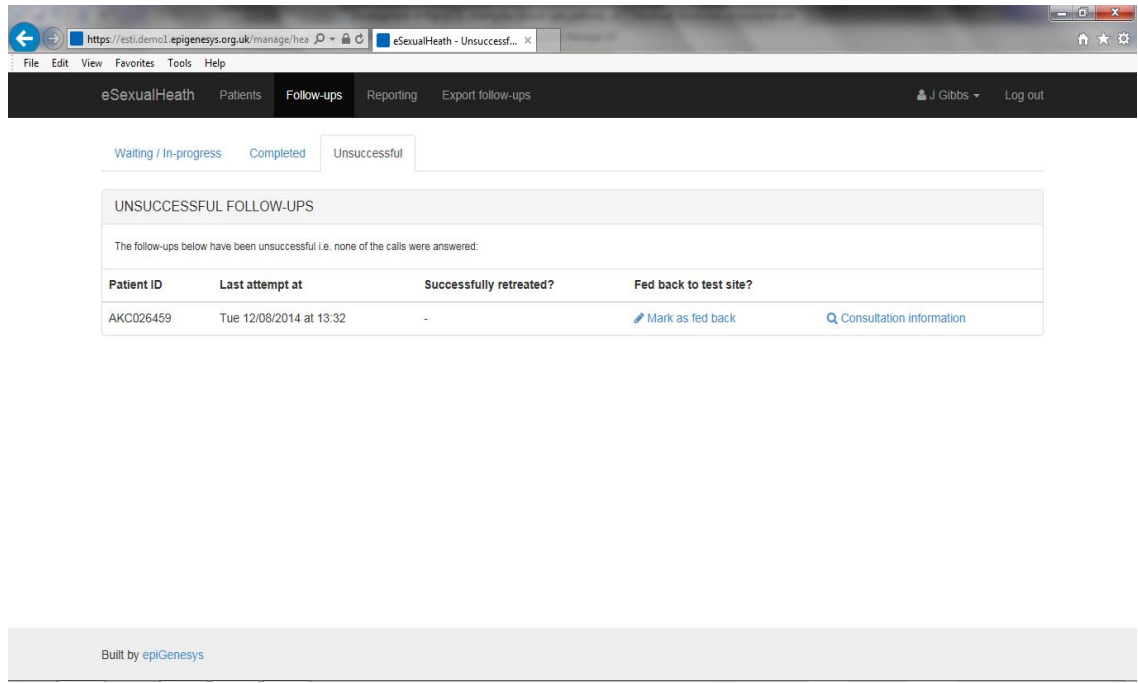 https://esti.demo1.epigenesys.org.uk/manage/hea
eSexualHeath - Unsuccessf...
File Edit View Favorites Tools Help
eSexualHeath Patients Follow-ups Reporting Export follow-ups J Gibbs Log out
Waiting / In-progress Completed Unsuccessful
UNSUCCESSFUL FOLLOW-UPS
The follow-ups below have been unsuccessful i.e. none of the calls were answered:
Patient ID Last attempt at Successfully retreated? Fed back to test site?
AKC026459 Tue 12/08/2014 at 13:32 - Mark as fed back Consultation information
Built by epiGenesys